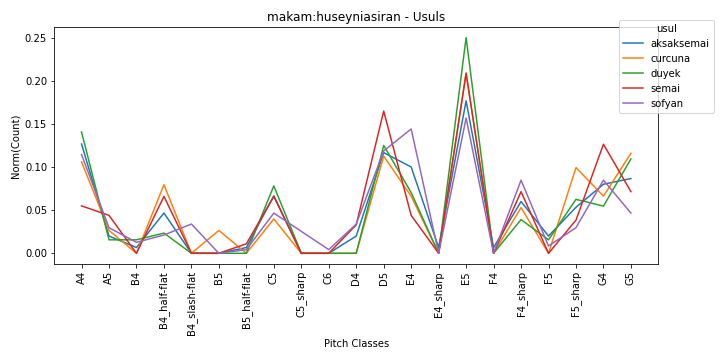 makam:huseyniasiran - Usuls
usul
aksaksemai
curcuna
duyek
semai
sofyan
Norm(Count)
0.25
0.20
0.15
0.10
0.05
0.00
A4
A5
B4
B4_half-flat
B4_slash-flat
B5
B5_half-flat
C5
C5_sharp
C6
D4
D5
E4
E4_sharp
E5
F4
F4_sharp
F5
F5_sharp
G4
G5
Pitch Classes